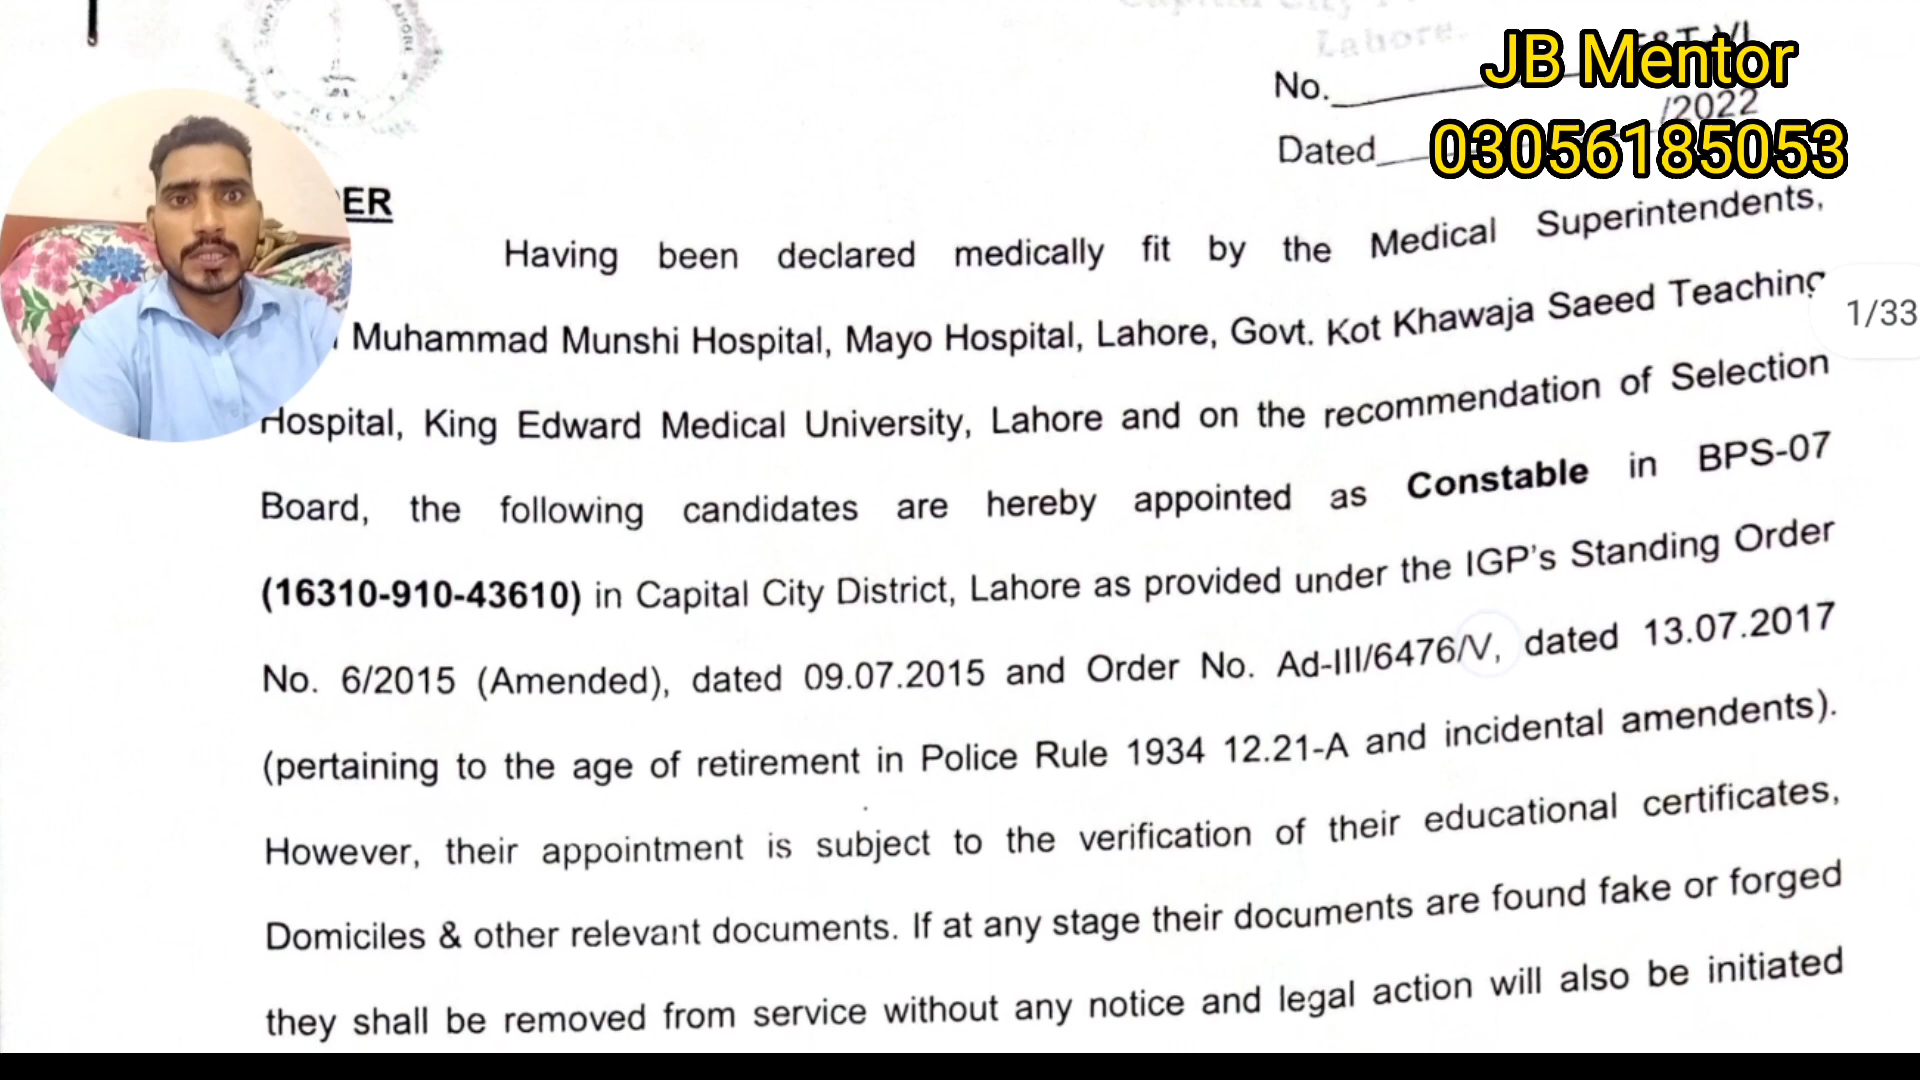 Lahore.
JB Mentor
No.
/2022
Dated
03056185053
ER
Having been declared medically fit by the Medical Superintendents,
Muhammad Munshi Hospital, Mayo Hospital, Lahore, Govt. Kot Khawaja Saeed Teaching
1/33
Hospital, King Edward Medical University, Lahore and on the recommendation of Selection
Board, the following candidates are hereby appointed as Constable in BPS-07
(16310-910-43610) in Capital City District, Lahore as provided under the IGP's Standing Order
No. 6/2015 (Amended), dated 09.07.2015 and Order No. Ad-III/6476/V, dated 13.07.2017
(pertaining to the age of retirement in Police Rule 1934 12.21-A and incidental amendents).
However, their appointment is subject to the verification of their educational certificates,
Domiciles & other relevant documents. If at any stage their documents are found fake or forged
they shall be removed from service without any notice and legal action will also be initiated